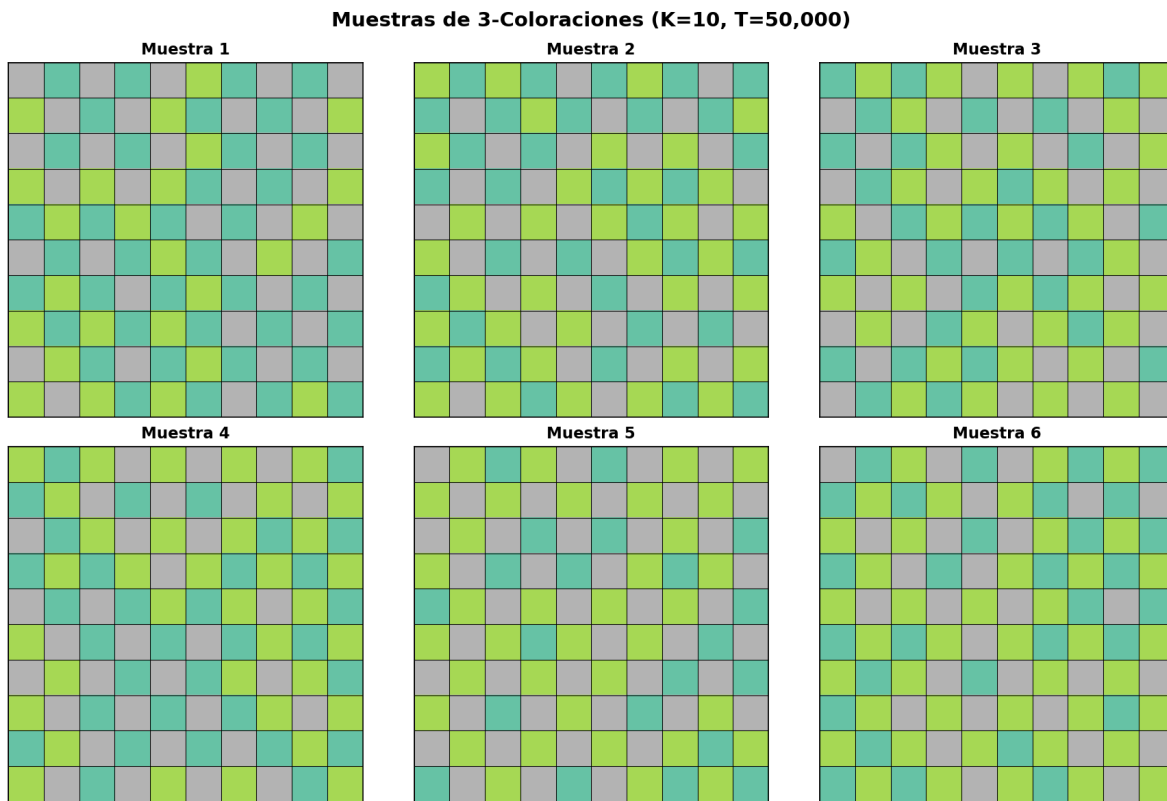 Muestras de 3-Coloraciones (K=10, T=50,000)
Muestra 1
Muestra 2
Muestra 3
Muestra 4
Muestra 5
Muestra 6